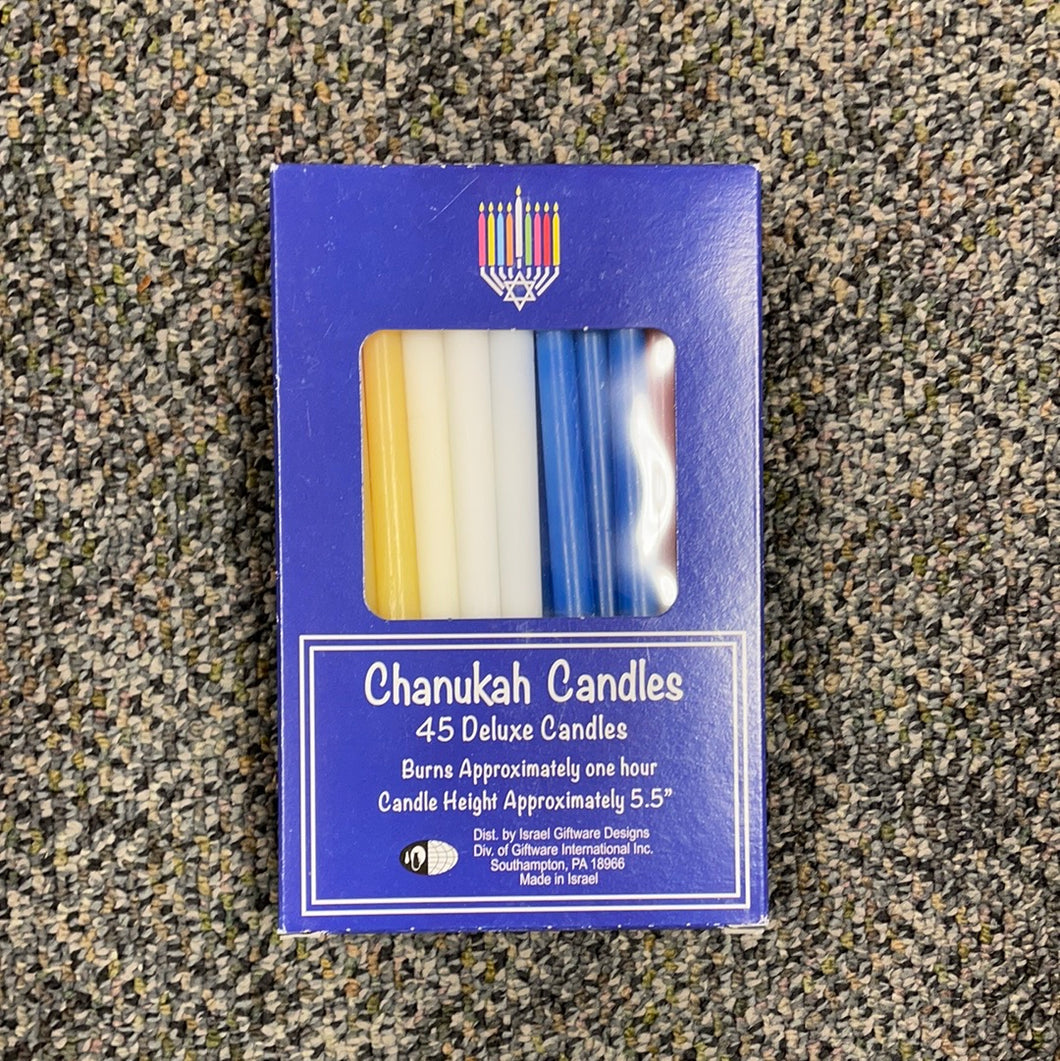 Chanukah Candles
45 Deluxe Candles
Burns Approximately one hour
Candle Height Approximately 5.5"
Dist. by Israel Giftware Designs
Div. of Giftware International Inc.
Southampton, PA 18966
Made in Israel